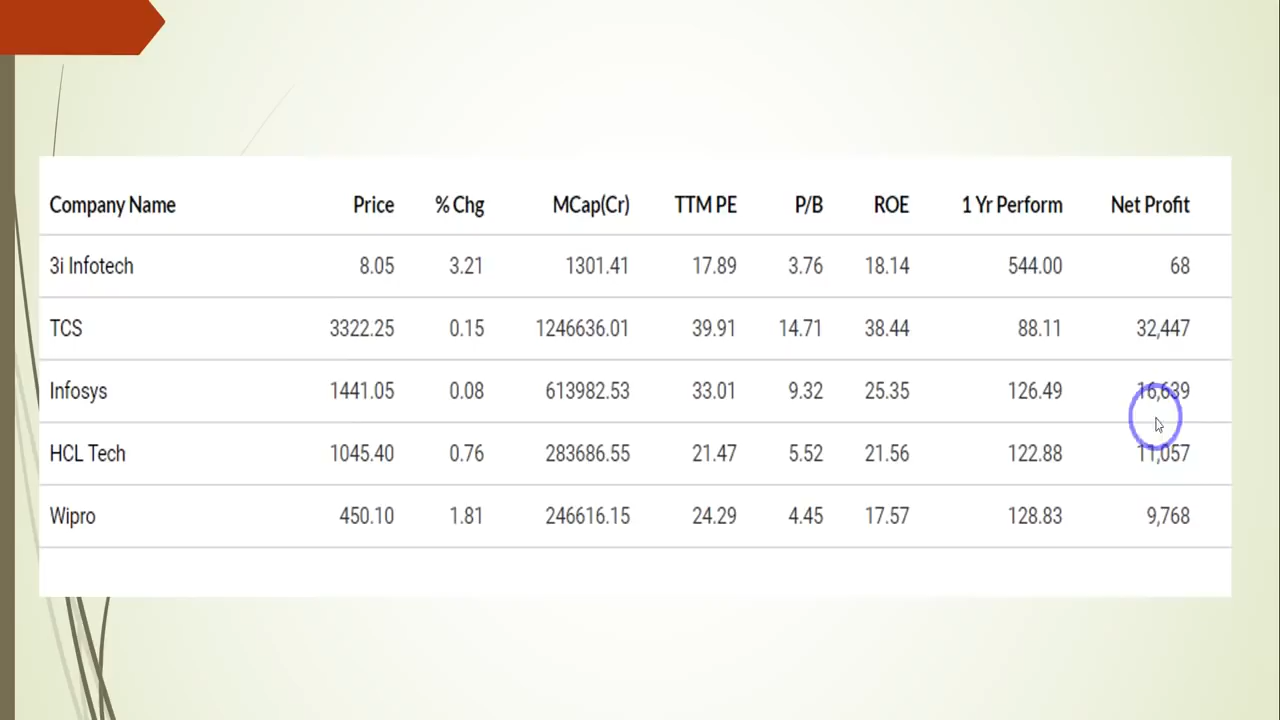 Company Name Price % Chg MCap(Cr) TTM PE P/B ROE 1 Yr Perform Net Profit
3i Infotech 8.05 3.21 1301.41 17.89 3.76 18.14 544.00 68
TCS 3322.25 0.15 1246636.01 39.91 14.71 38.44 88.11 32,447
Infosys 1441.05 0.08 613982.53 33.01 9.32 25.35 126.49 16,639
HCL Tech 1045.40 0.76 283686.55 21.47 5.52 21.56 122.88 11,057
Wipro 450.10 1.81 246616.15 24.29 4.45 17.57 128.83 9,768